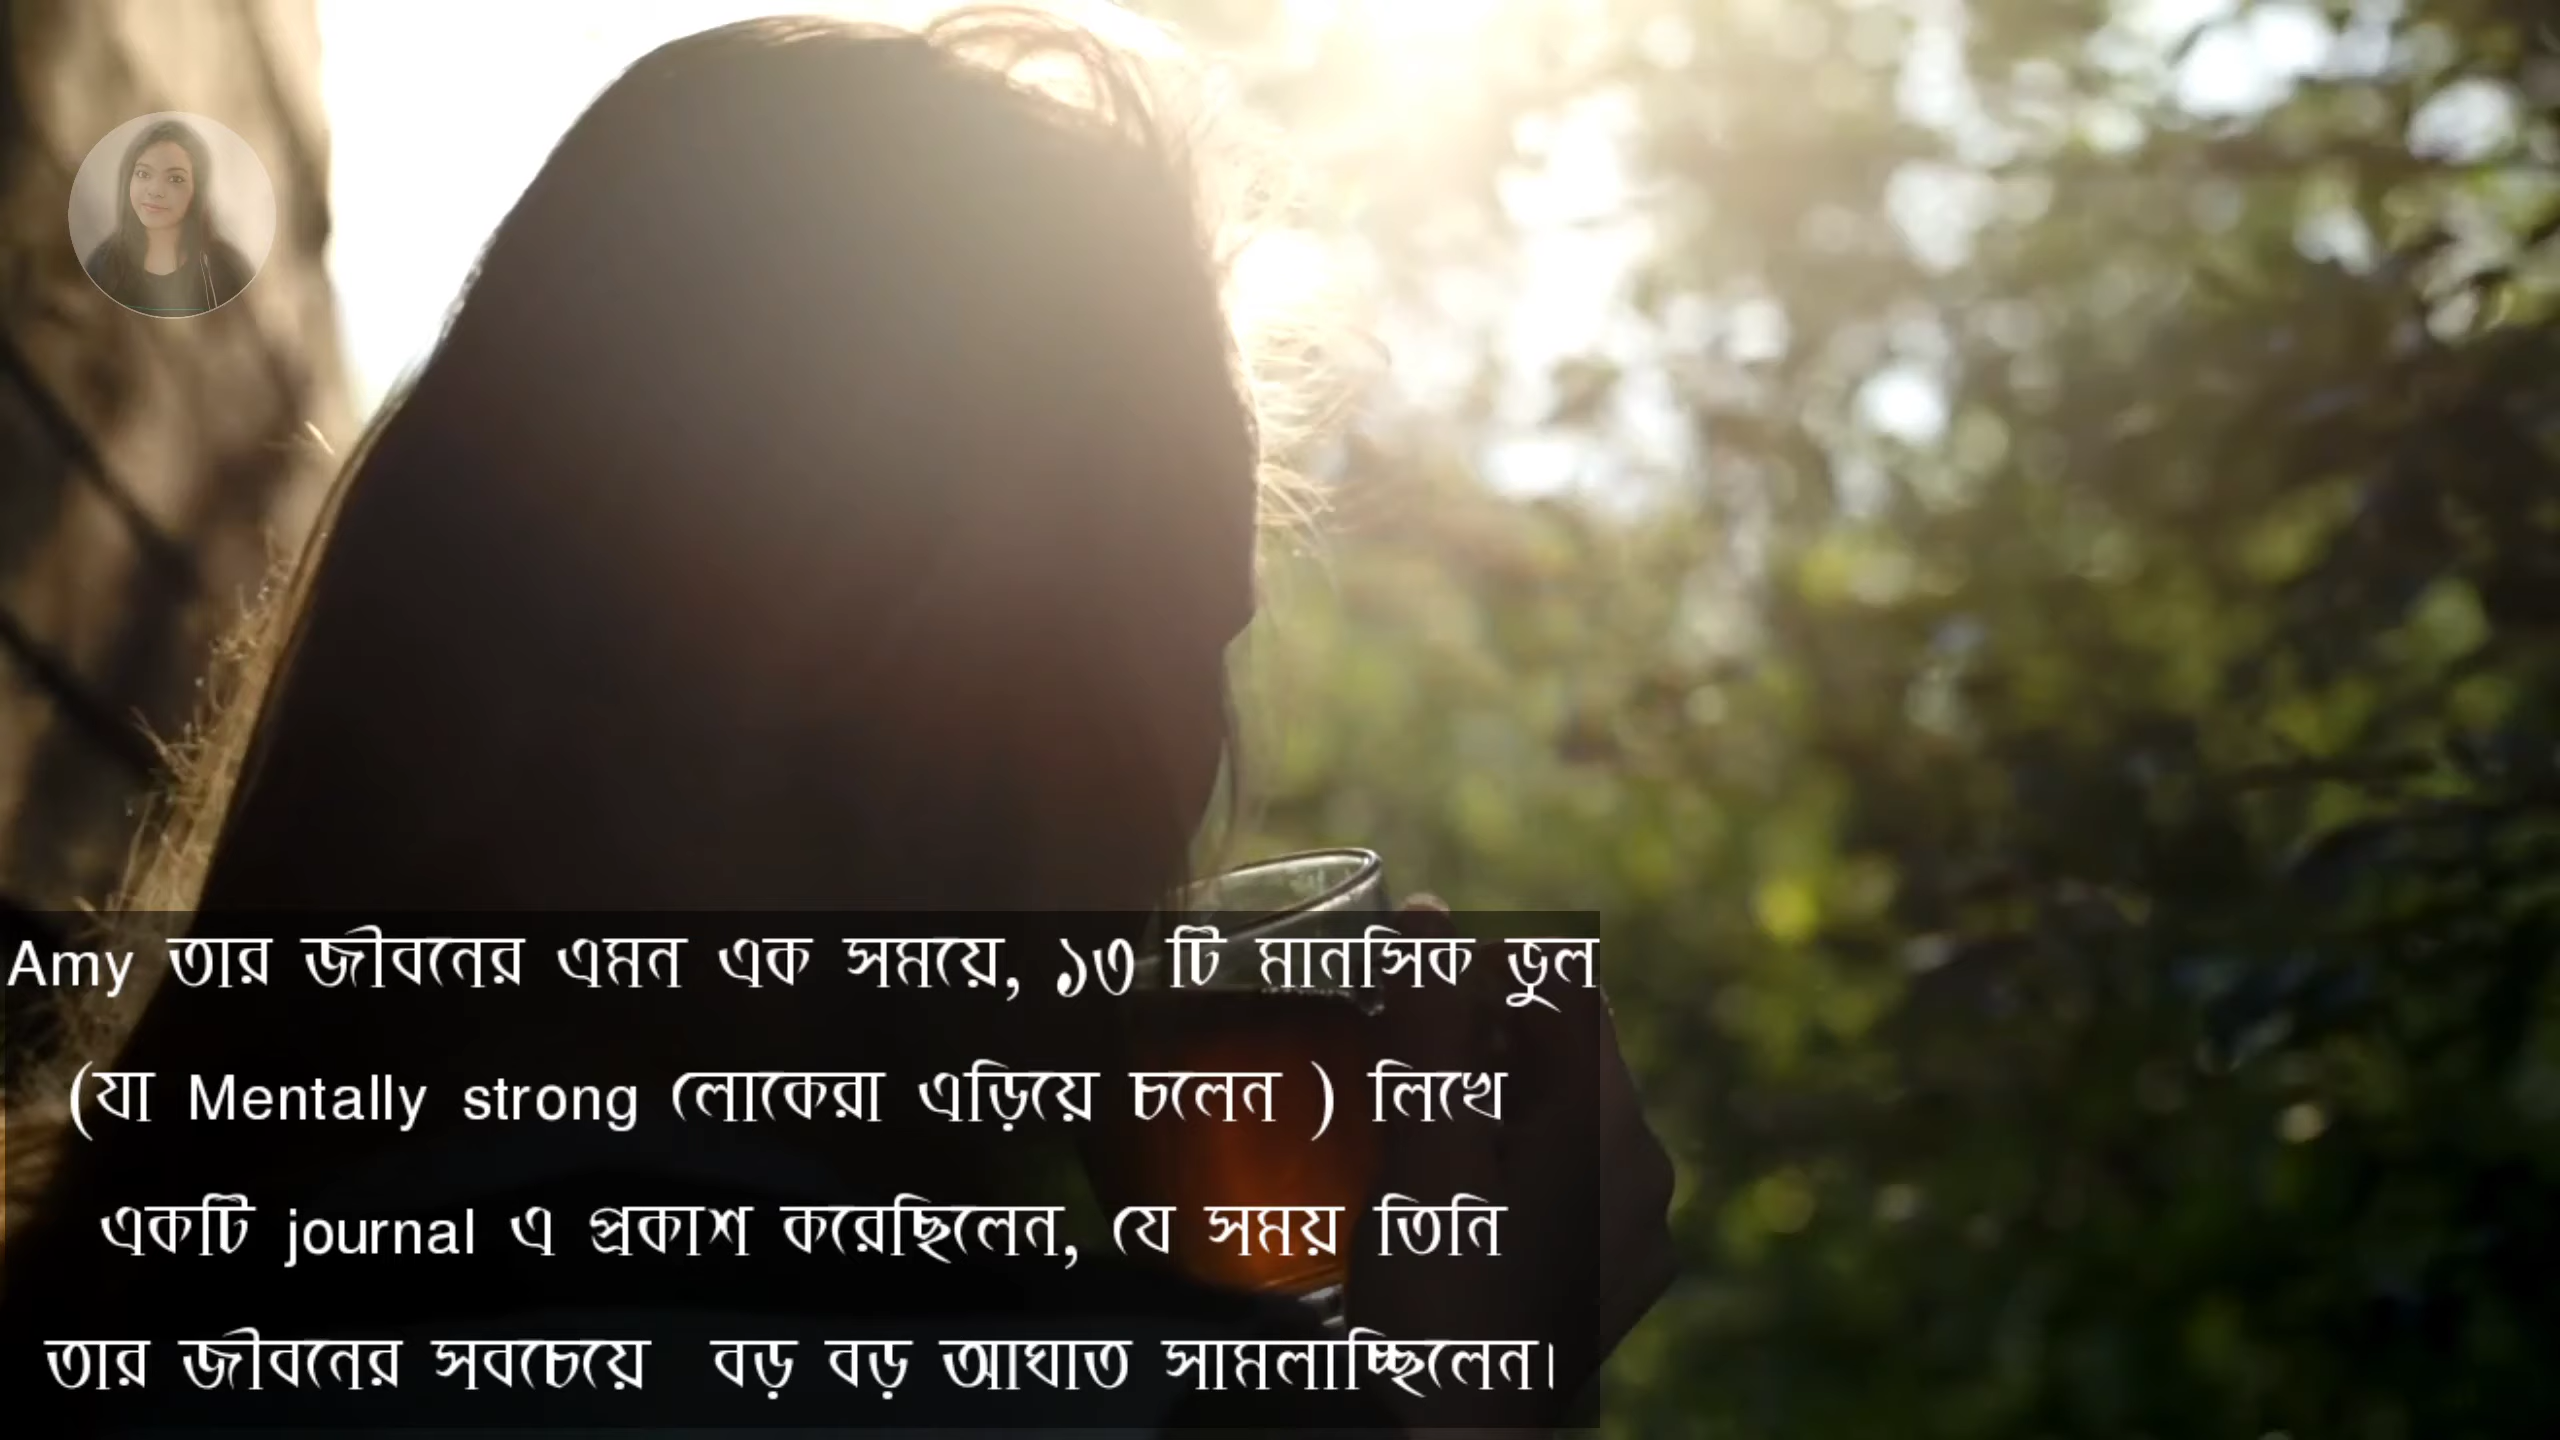 Amy তার জীবনের এমন এক সময়ে, ১৩ টি মানসিক ভুল
(যা Mentally strong লোকেরা এড়িয়ে চলেন ) লিখে
একটি journal এ প্রকাশ করেছিলেন, যে সময় তিনি
তার জীবনের সবচেয়ে  বড় বড় আঘাত সামলাচ্ছিলেন।